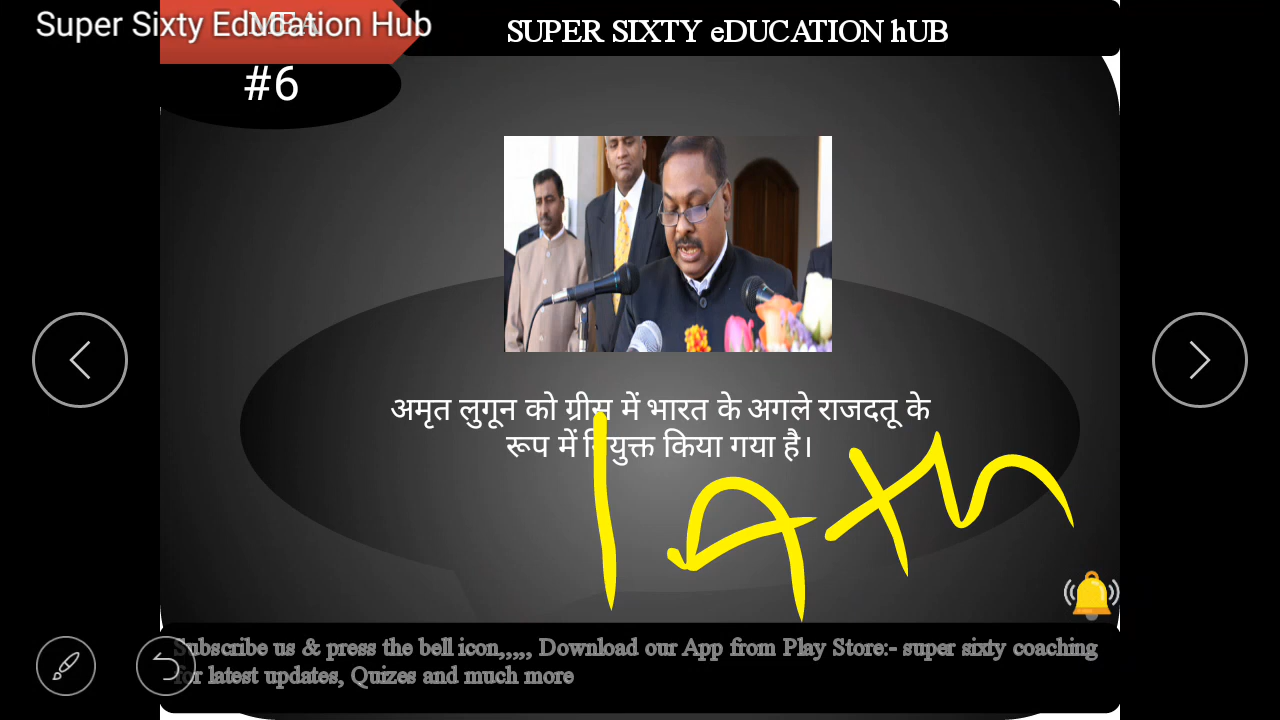 Super Sixty Education Hub
MEA
SUPER SIXTY eDUCATION hUB
#6
अमृत लुगून को ग्रीस में भारत के अगले राजदतू के
रूप में नियुक्त किया गया है।
Subscribe us & press the bell icon,,,,, Download our App from Play Store:- super sixty coaching
for latest updates, Quizes and much more